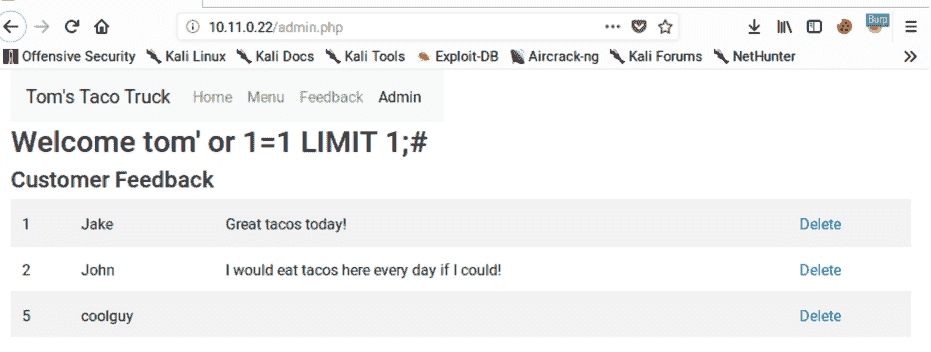 10.11.0.22/admin.php
Burp
Offensive Security Kali Linux Kali Docs Kali Tools Exploit-DB Aircrack-ng Kali Forums NetHunter
Tom's Taco Truck Home Menu Feedback Admin
Welcome tom' or 1=1 LIMIT 1;#
Customer Feedback
1 Jake Great tacos today! Delete
2 John I would eat tacos here every day if I could! Delete
5 coolguy Delete